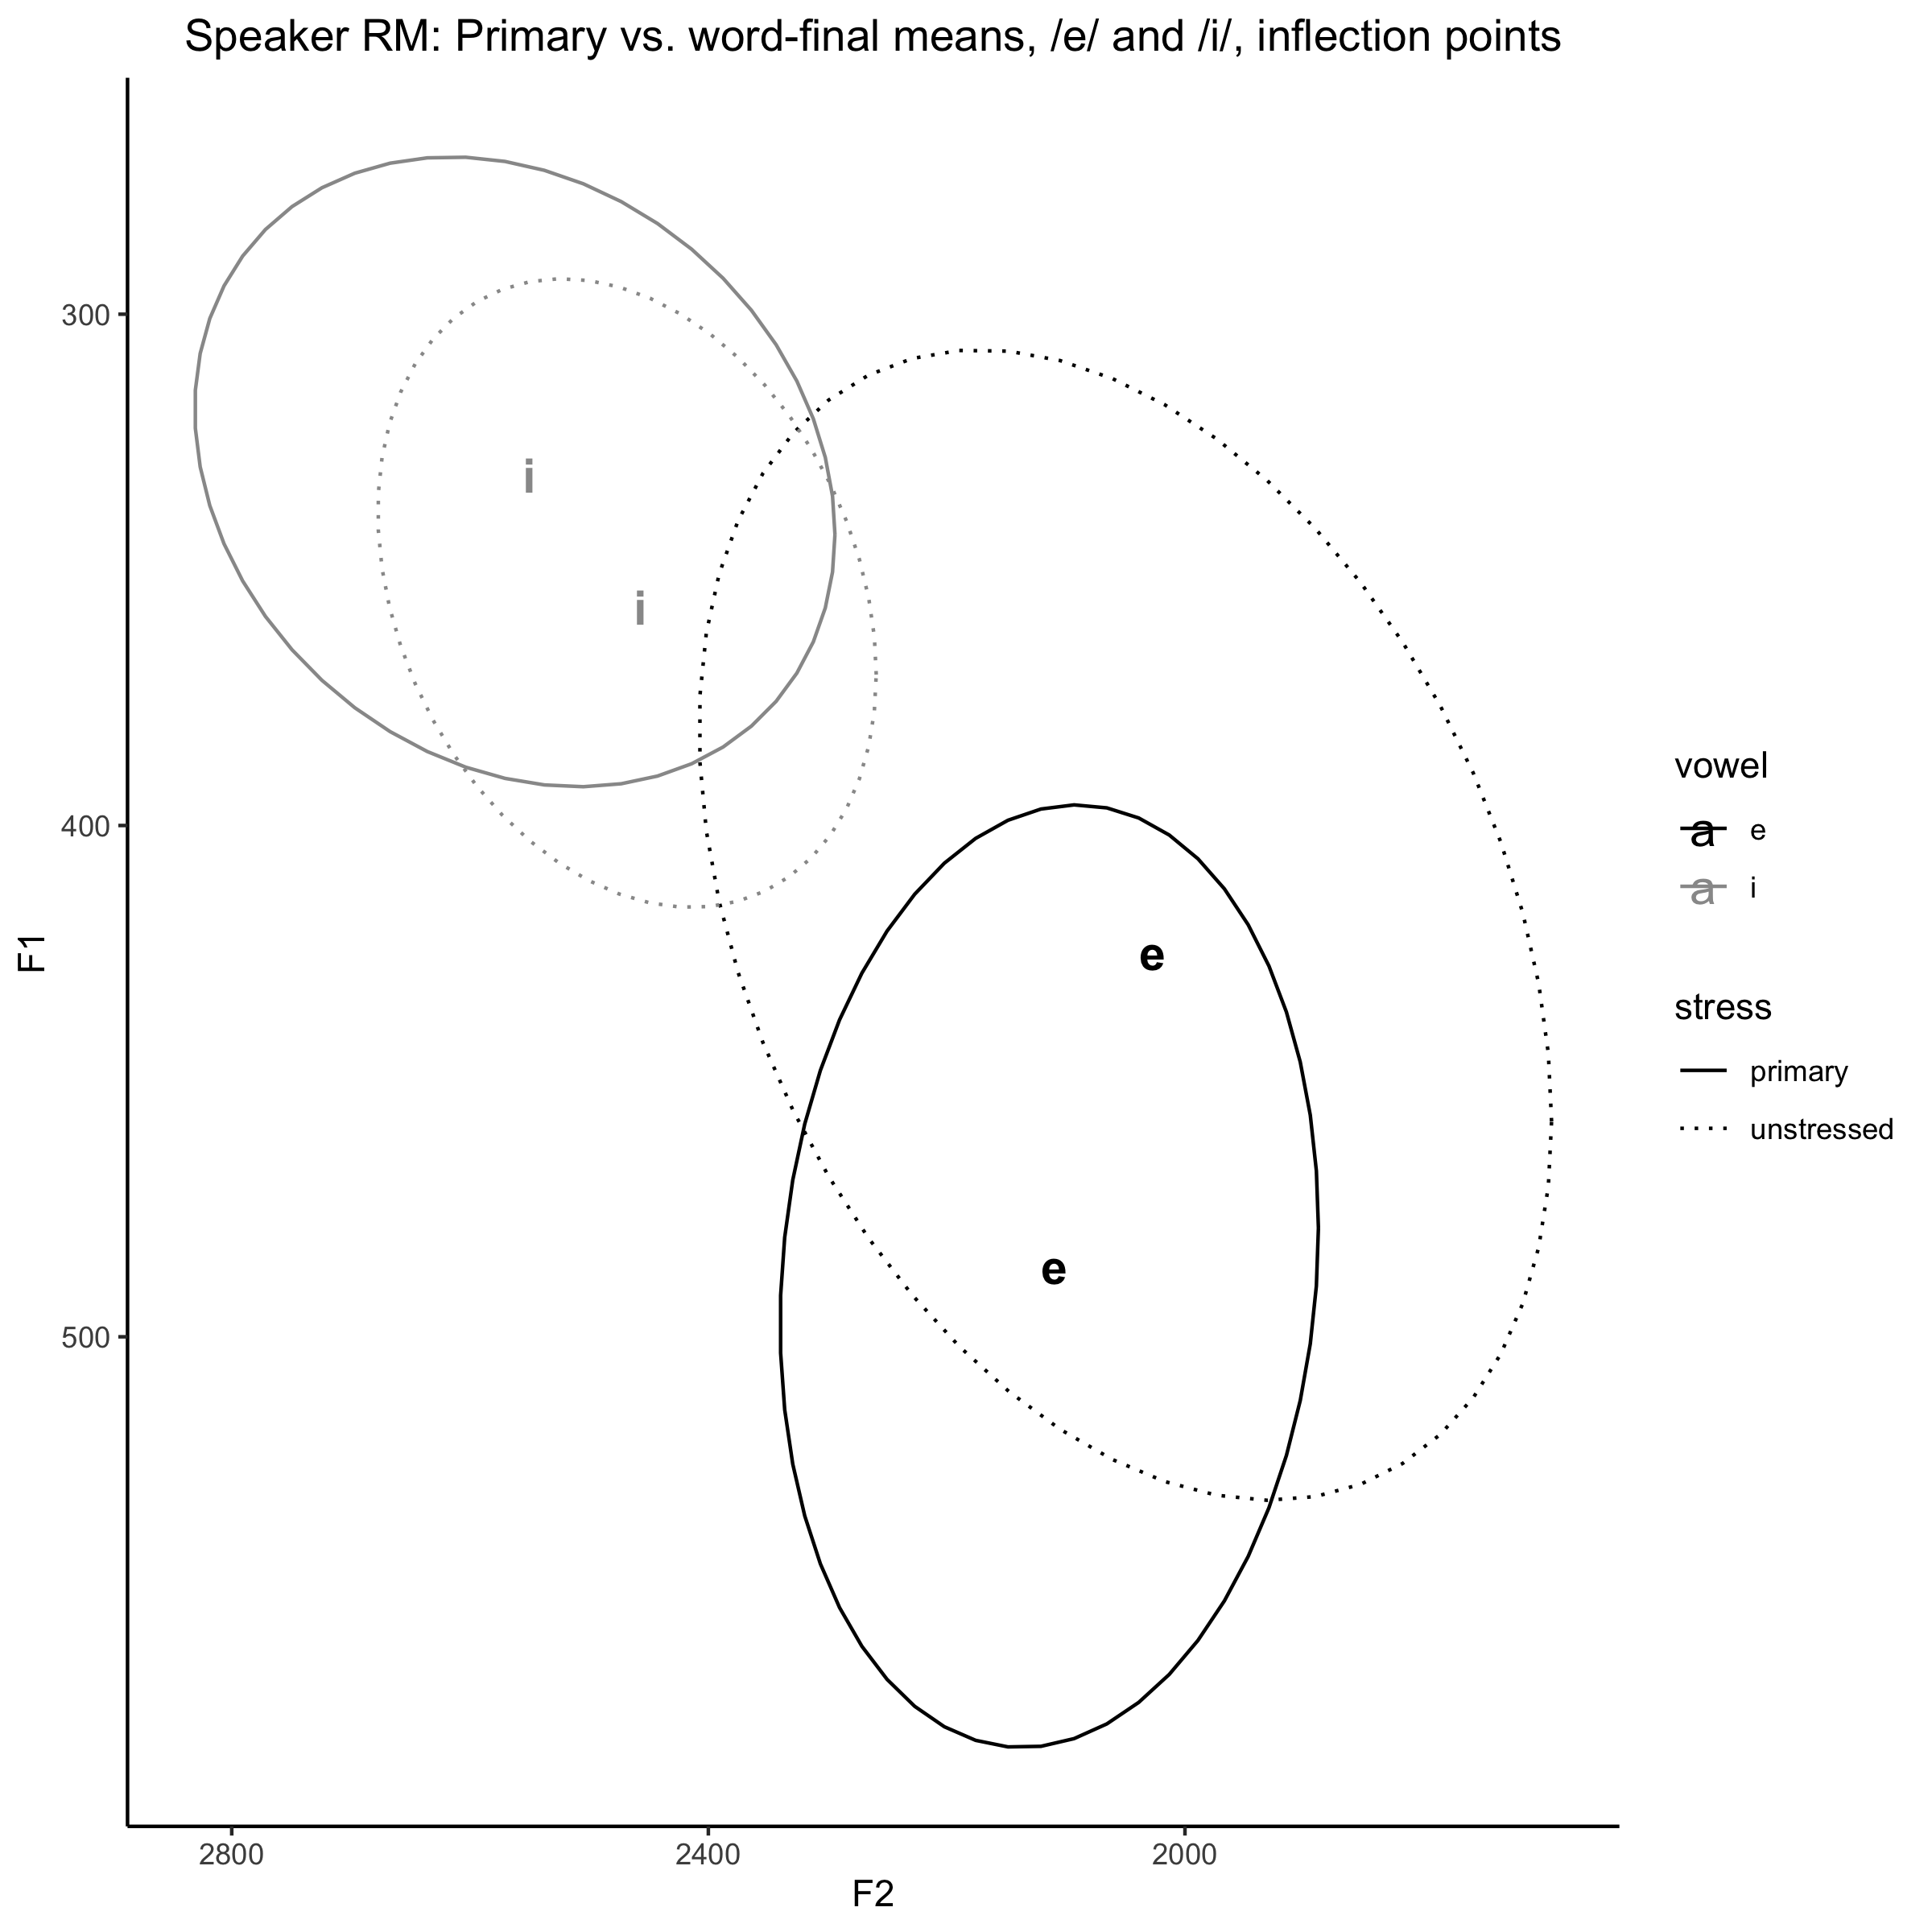 Speaker RM: Primary vs. word-final means, /e/ and /i/, inflection points
300
400
500
F1
i
i
e
e
2800 2400 2000
F2
vowel
a e
a i
stress
primary
unstressed